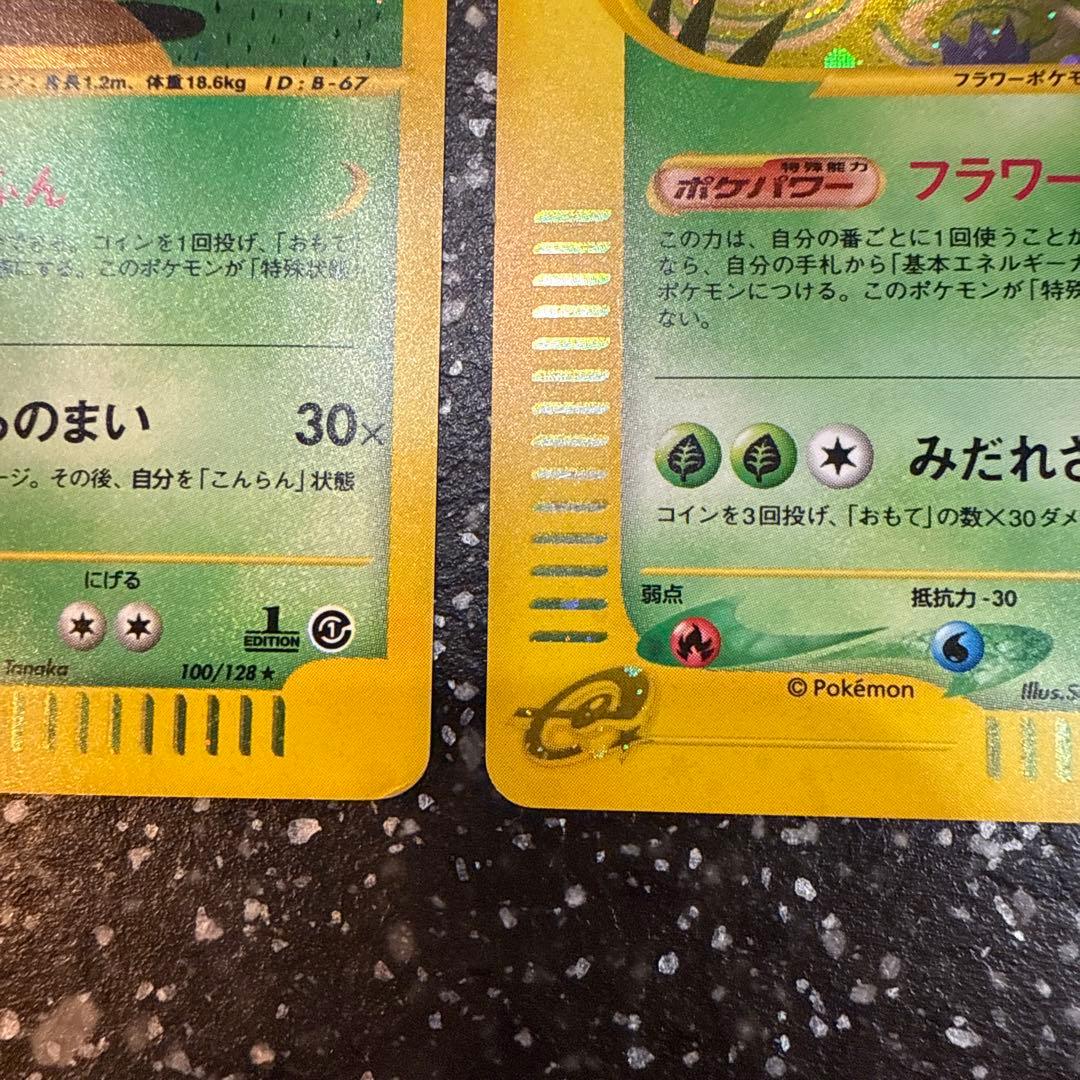 長1.2m、体重18.6kg ID:B-67
ふん
コインを1回投げ、「おもて
にする。このポケモンが「特殊状態
のまい 30×
ージ。その後、自分を「こんらん」状態
にげる
1
EDITION
Tanaka 100/128★
フラワーポケモ
特殊能力
ポケパワー フラワー
この力は、自分の番ごとに1回使うことが
なら、自分の手札から「基本エネルギーカ
ポケモンにつける。このポケモンが「特殊
ない。
みだれさ
コインを3回投げ、「おもて」の数×30ダメ
弱点 抵抗力-30
© Pokémon Illus.S